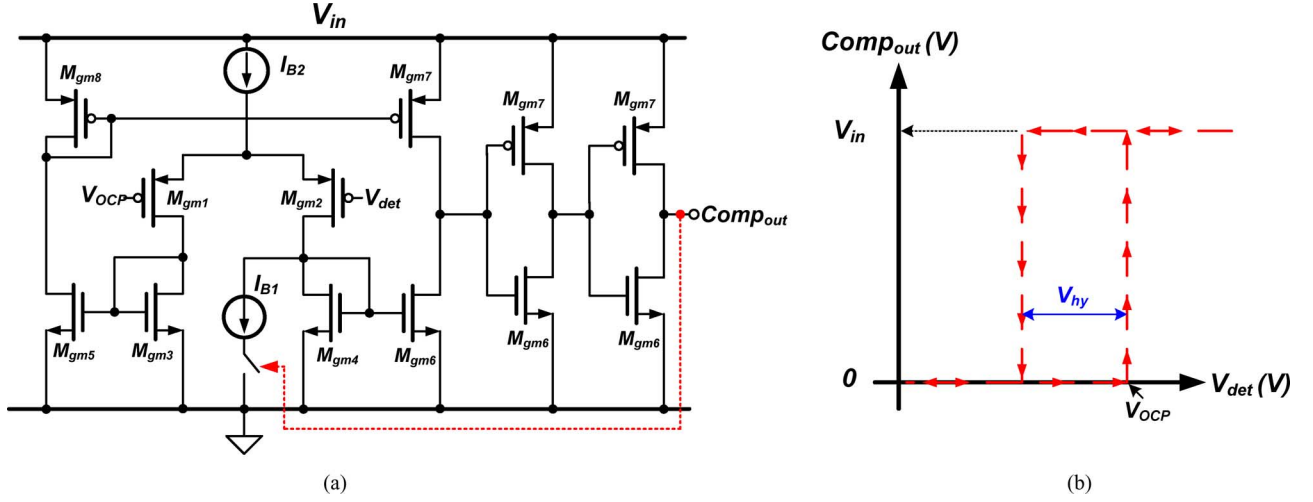 V_in
M_gm8
I_B2
M_gm7
M_gm7
M_gm7
V_OCP
M_gm1
M_gm2
V_det
Comp_out
I_B1
M_gm5
M_gm3
M_gm4
M_gm6
M_gm6
M_gm6
(a)
Comp_out (V)
V_in
V_hy
0
V_det (V)
V_OCP
(b)